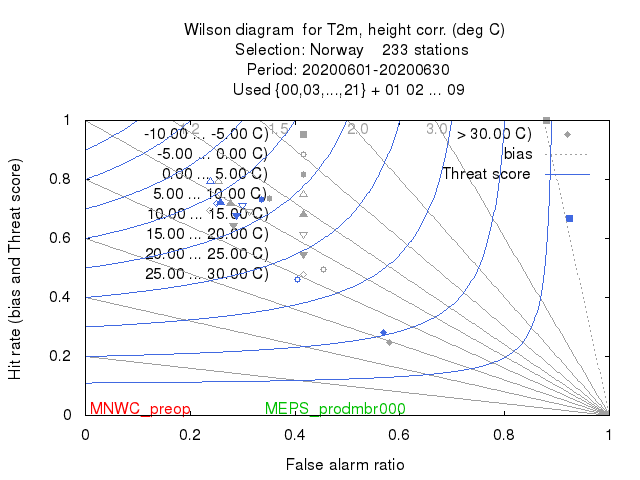 Wilson diagram for T2m, height corr. (deg C)
Selection: Norway 233 stations
Period: 20200601-20200630
Used {00,03,...,21} + 01 02 ... 09
Hit rate (bias and Threat score)
1
0.8
0.6
0.4
0.2
0
1.2
1.5
2.0
3.0
-10.00 ... -5.00 C)
-5.00 ... 0.00 C)
0.00 ... 5.00 C)
5.00 ... 10.00 C)
10.00 ... 15.00 C)
15.00 ... 20.00 C)
20.00 ... 25.00 C)
25.00 ... 30.00 C)
> 30.00 C)
bias
Threat score
MNWC_preop MEPS_prodmbr000
0 0.2 0.4 0.6 0.8 1
False alarm ratio